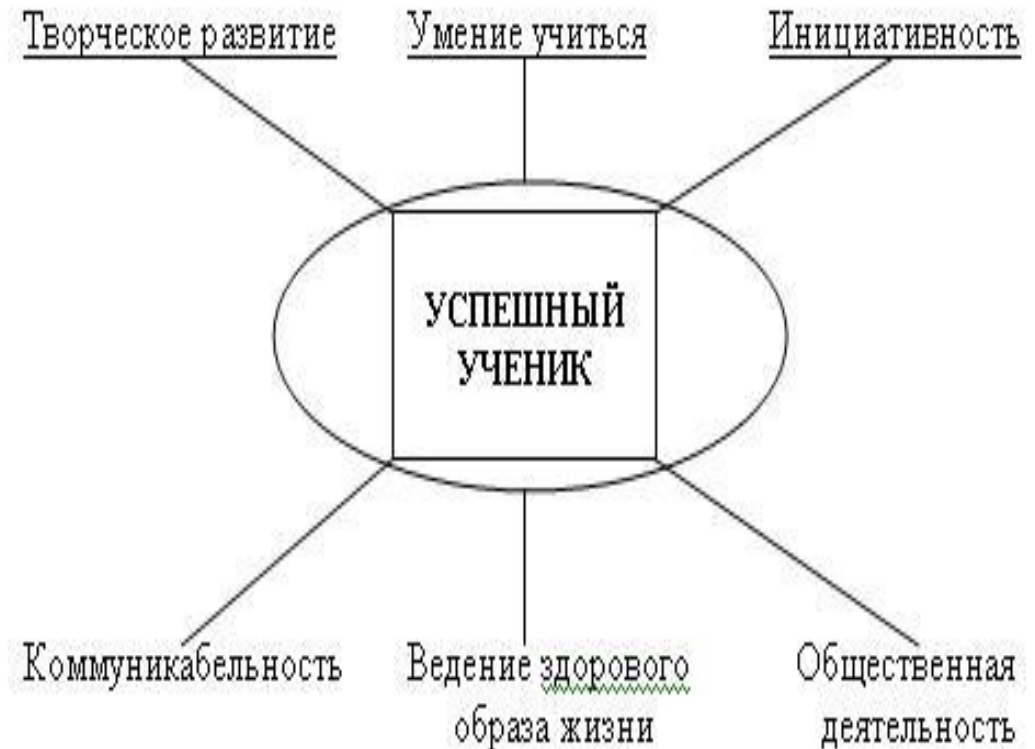 Творческое развитие
Умение учиться
Инициативность
УСПЕШНЫЙ
УЧЕНИК
Коммуникабельность
Ведение здорового
образа жизни
Общественная
деятельность